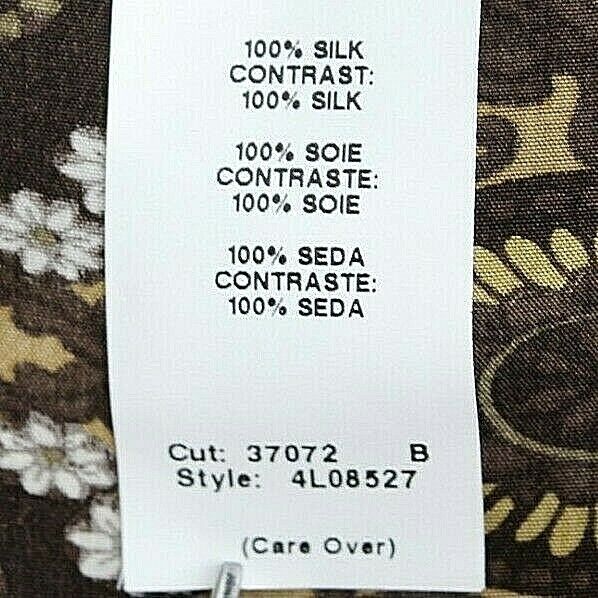 100% SILK
CONTRAST:
100% SILK
100% SOIE
CONTRASTE:
100% SOIE
100% SEDA
CONTRASTE:
100% SEDA
Cut: 37072 B
Style: 4L08527
(Care Over)